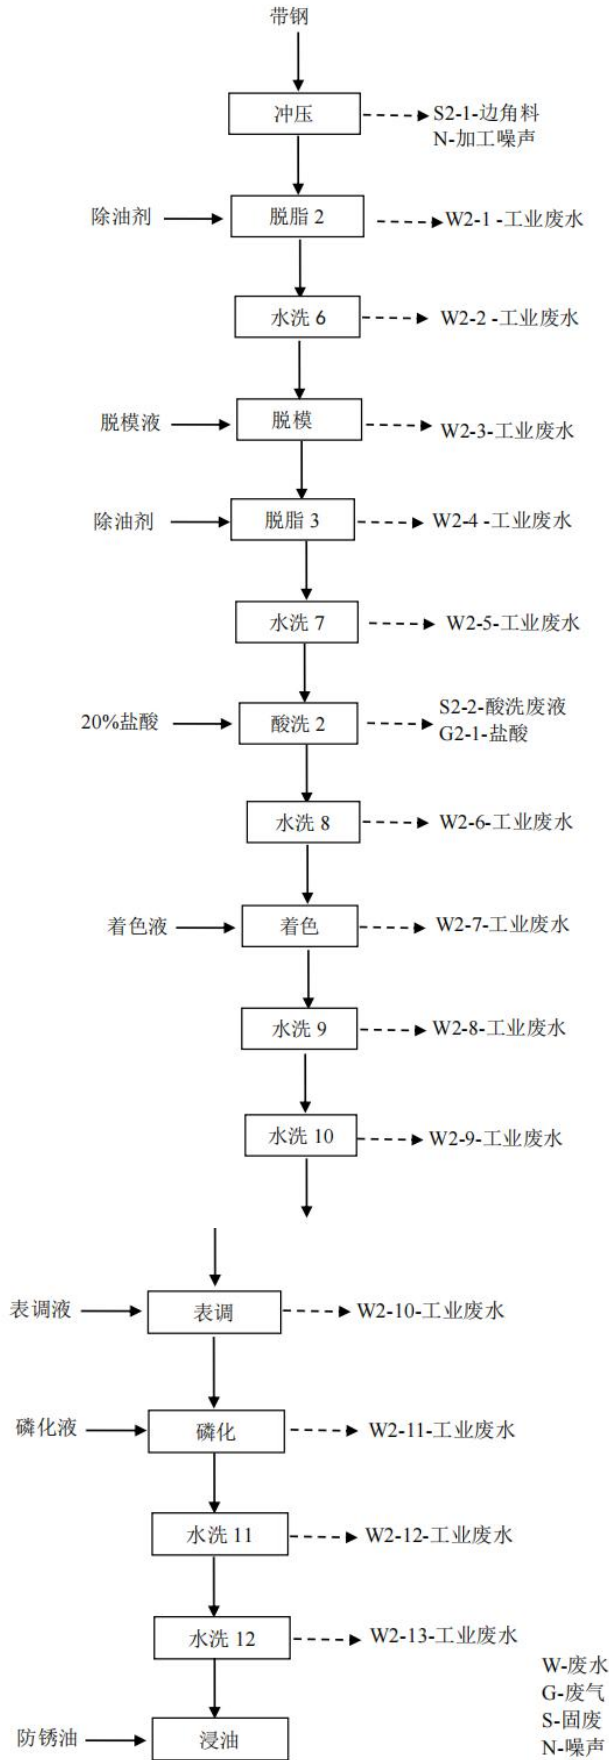 带钢
冲压
S2-1-边角料
N-加工噪声
除油剂
脱脂 2
W2-1 -工业废水
水洗 6
W2-2 -工业废水
脱模液
脱模
W2-3-工业废水
除油剂
脱脂 3
W2-4 -工业废水
水洗 7
W2-5-工业废水
20%盐酸
酸洗 2
S2-2-酸洗废液
G2-1-盐酸
水洗 8
W2-6-工业废水
着色液
着色
W2-7-工业废水
水洗 9
W2-8-工业废水
水洗 10
W2-9-工业废水
表调液
表调
W2-10-工业废水
磷化液
磷化
W2-11-工业废水
水洗 11
W2-12-工业废水
水洗 12
W2-13-工业废水
W-废水
G-废气
S-固废
N-噪声
防锈油
浸油